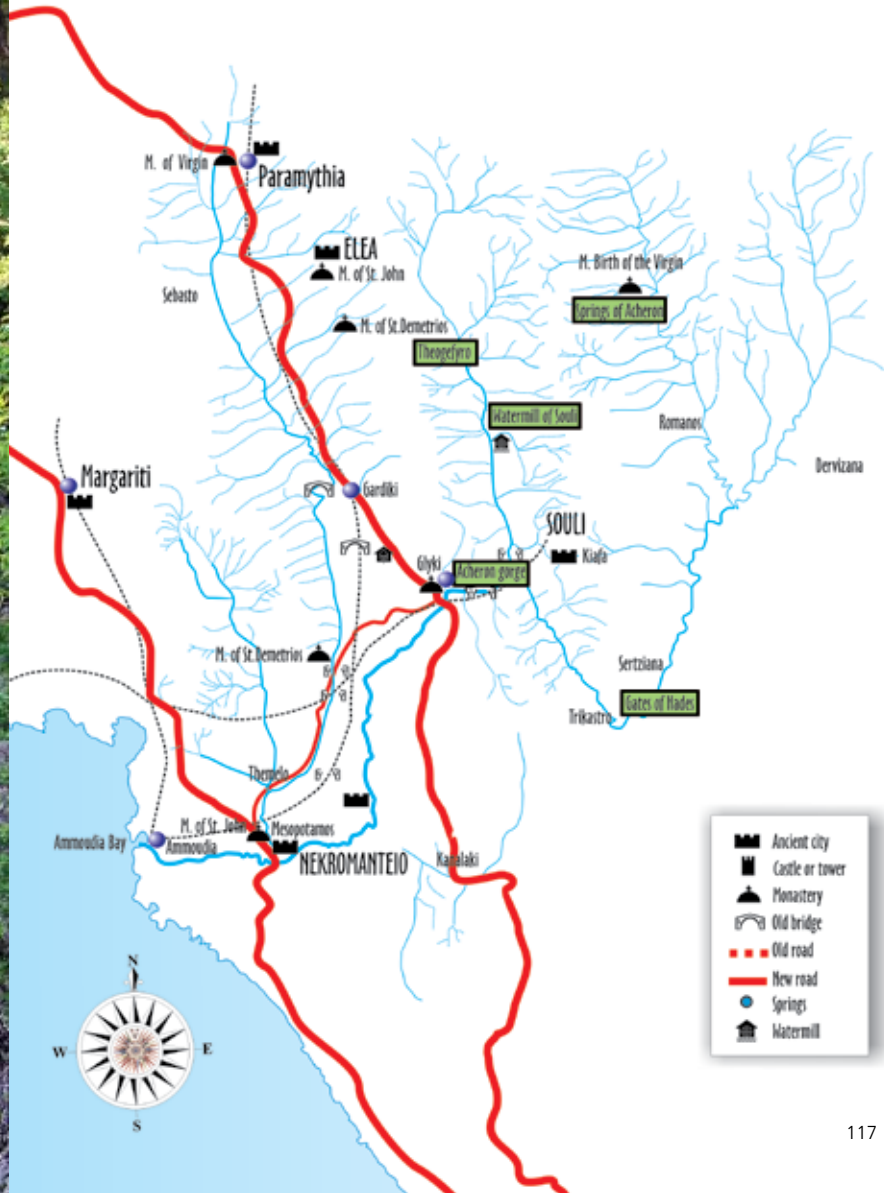 M. of Virgin
Paramythia
ELEA
M. of St. John
M. Birth of the Virgin
Springs of Acheron
Sebasto
M. of St.Demetrios
Theogefyro
Watermill of Souli
Romanos
Dervizana
Margariti
Gardiki
SOULI
Kiafa
Glyki
Acheron gorge
M. of St.Demetrios
Sertziana
Gates of Hades
Trikastro
Themelo
M. of St. John
Mesopotamos
Ammoudia Bay
Ammoudia
NEKROMANTEIO
Kanalaki
Ancient city
Castle or tower
Monastery
Old bridge
Old road
New road
Springs
Watermill
N
W
E
S
117